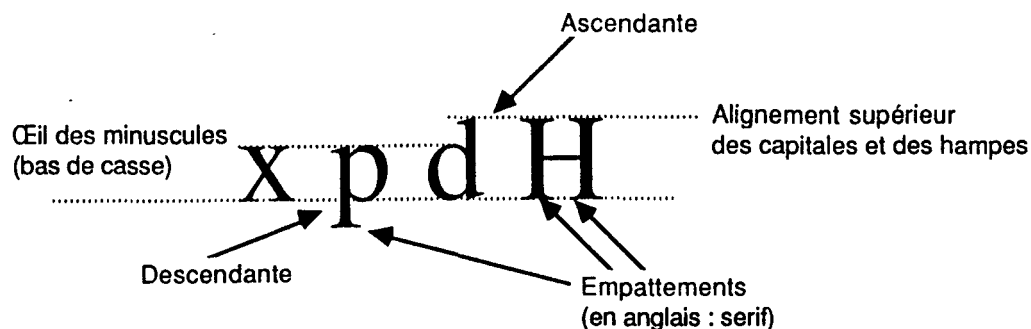 Ascendante
Œil des minuscules
(bas de casse)
Alignement supérieur
des capitales et des hampes
x p d H
Descendante
Empattements
(en anglais : serif)